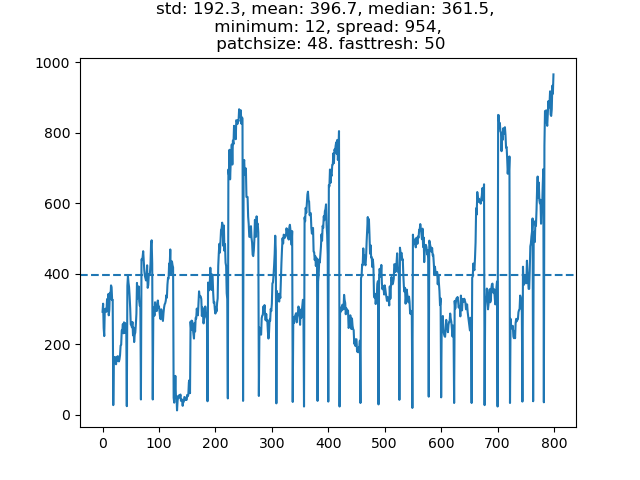 std: 192.3, mean: 396.7, median: 361.5,
minimum: 12, spread: 954,
patchsize: 48. fasttresh: 50
1000
800
600
400
200
0
0 100 200 300 400 500 600 700 800